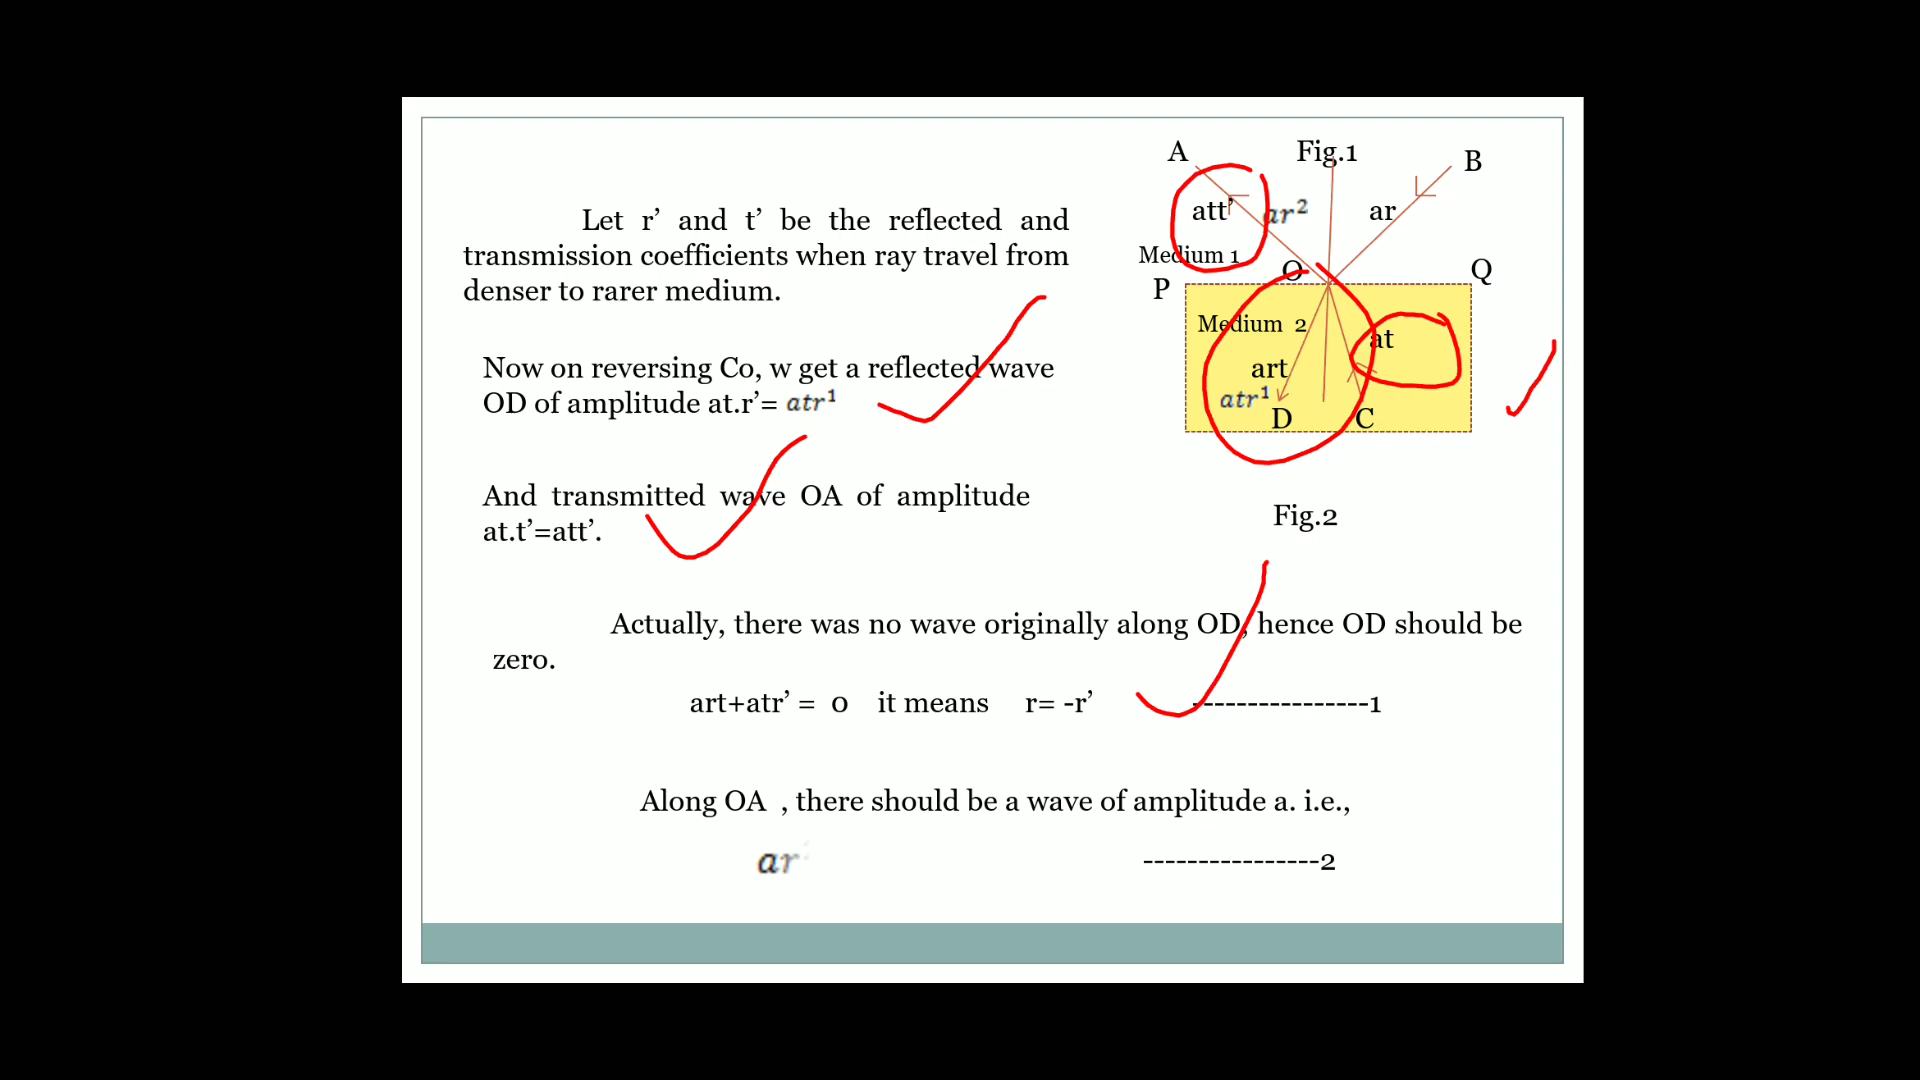 A Fig.1 B
att’ ar² ar
Let r’ and t’ be the reflected and
transmission coefficients when ray travel from
denser to rarer medium.
Medium 1 O Q
P
Medium 2 at
art
atr¹ D C
Now on reversing Co, w get a reflected wave
OD of amplitude at.r’= atr¹
And transmitted wave OA of amplitude
at.t’=att’.
Fig.2
Actually, there was no wave originally along OD, hence OD should be
zero.
art+atr’ = 0 it means r= -r’ ----------------1
Along OA , there should be a wave of amplitude a. i.e.,
ar ----------------2